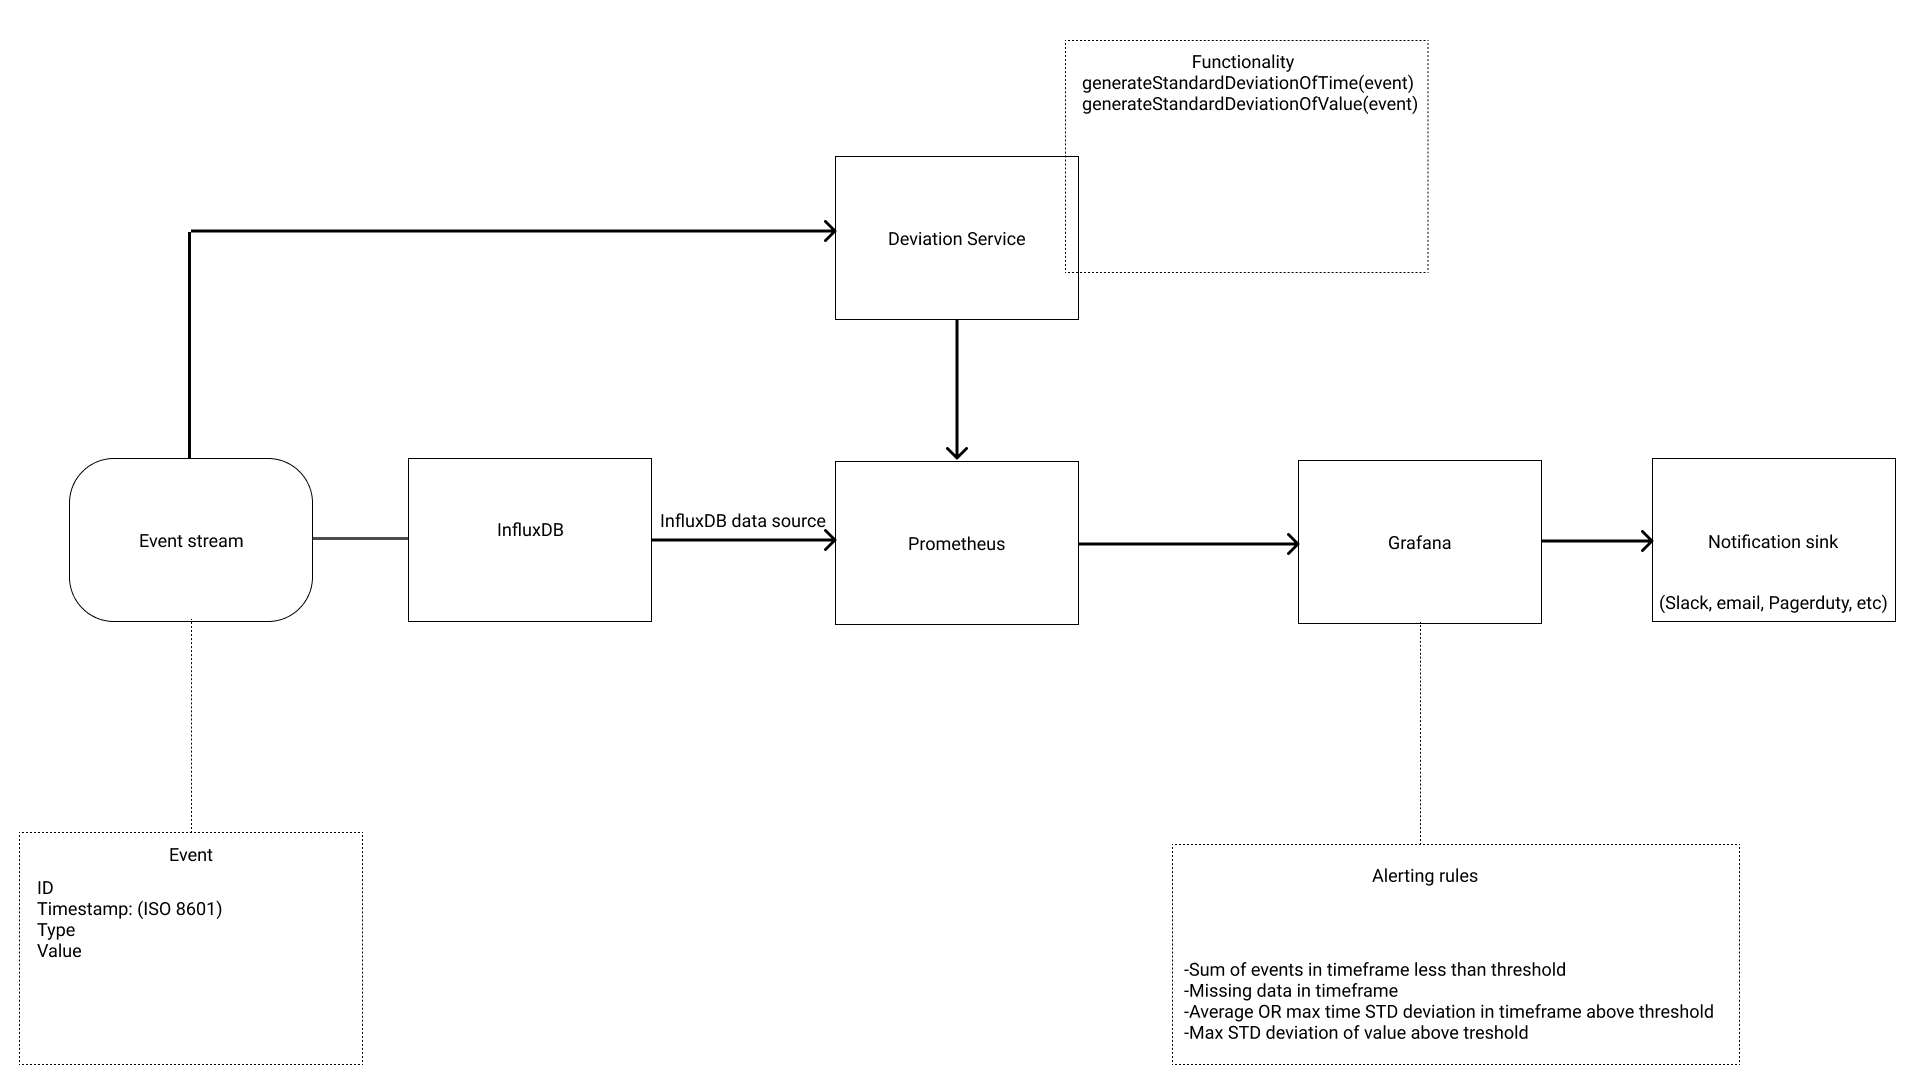 Functionality
generateStandardDeviationOfTime(event)
generateStandardDeviationOfValue(event)
Deviation Service
Event stream
InfluxDB
InfluxDB data source
Prometheus
Grafana
Notification sink
(Slack, email, Pagerduty, etc)
Event
ID
Timestamp: (ISO 8601)
Type
Value
Alerting rules
-Sum of events in timeframe less than threshold
-Missing data in timeframe
-Average OR max time STD deviation in timeframe above threshold
-Max STD deviation of value above treshold